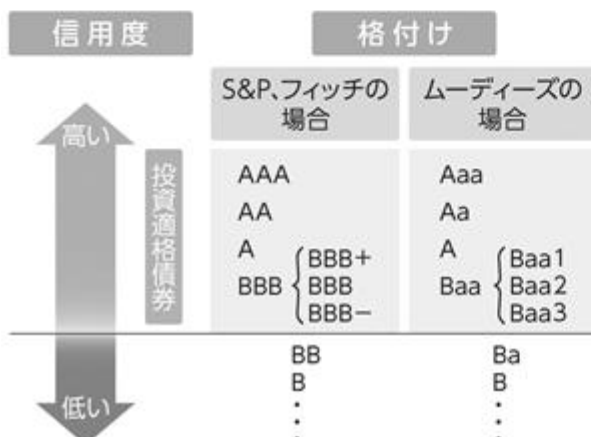 信用度
格付け
S&P、フィッチの
場合
ムーディーズの
場合
高い
投資適格債券
AAA
Aaa
AA
Aa
A
A
BBB
BBB+
BBB
BBB−
Baa
Baa1
Baa2
Baa3
BB
Ba
B
B
低い